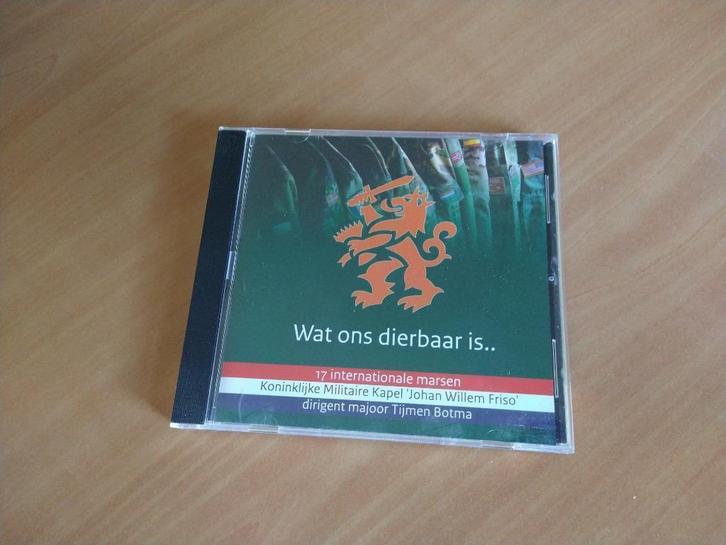 Wat ons dierbaar is..
17 internationale marsen
Koninklijke Militaire Kapel 'Johan Willem Friso'
dirigent majoor Tijmen Botma